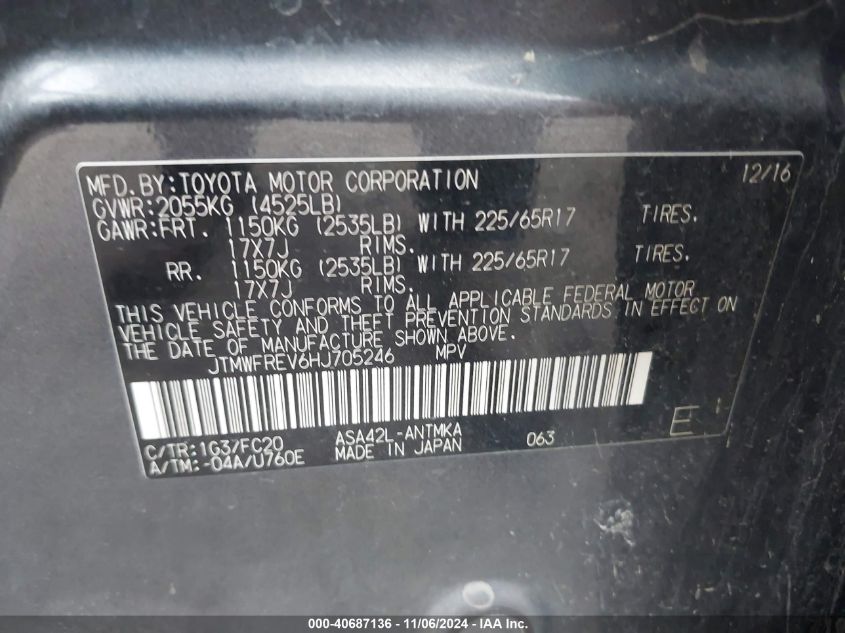 MFD.BY:TOYOTA MOTOR CORPORATION 12/16
GVWR:2055KG (4525LB)
GAWR:FRT. 1150KG (2535LB) WITH 225/65R17 TIRES.
17X7J RIMS.
RR. 1150KG (2535LB) WITH 225/65R17 TIRES.
17X7J RIMS.
THIS VEHICLE CONFORMS TO ALL APPLICABLE FEDERAL MOTOR
VEHICLE SAFETY AND THEFT PREVENTION STANDARDS IN EFFECT ON
THE DATE OF MANUFACTURE SHOWN ABOVE.
JTMWFREV6HJ705246 MPV
C/TR:1G3/FC20 ASA42L-ANTMKA 063 E
A/TM:-04A/U760E MADE IN JAPAN
000-40687136 - 11/06/2024 - IAA Inc.